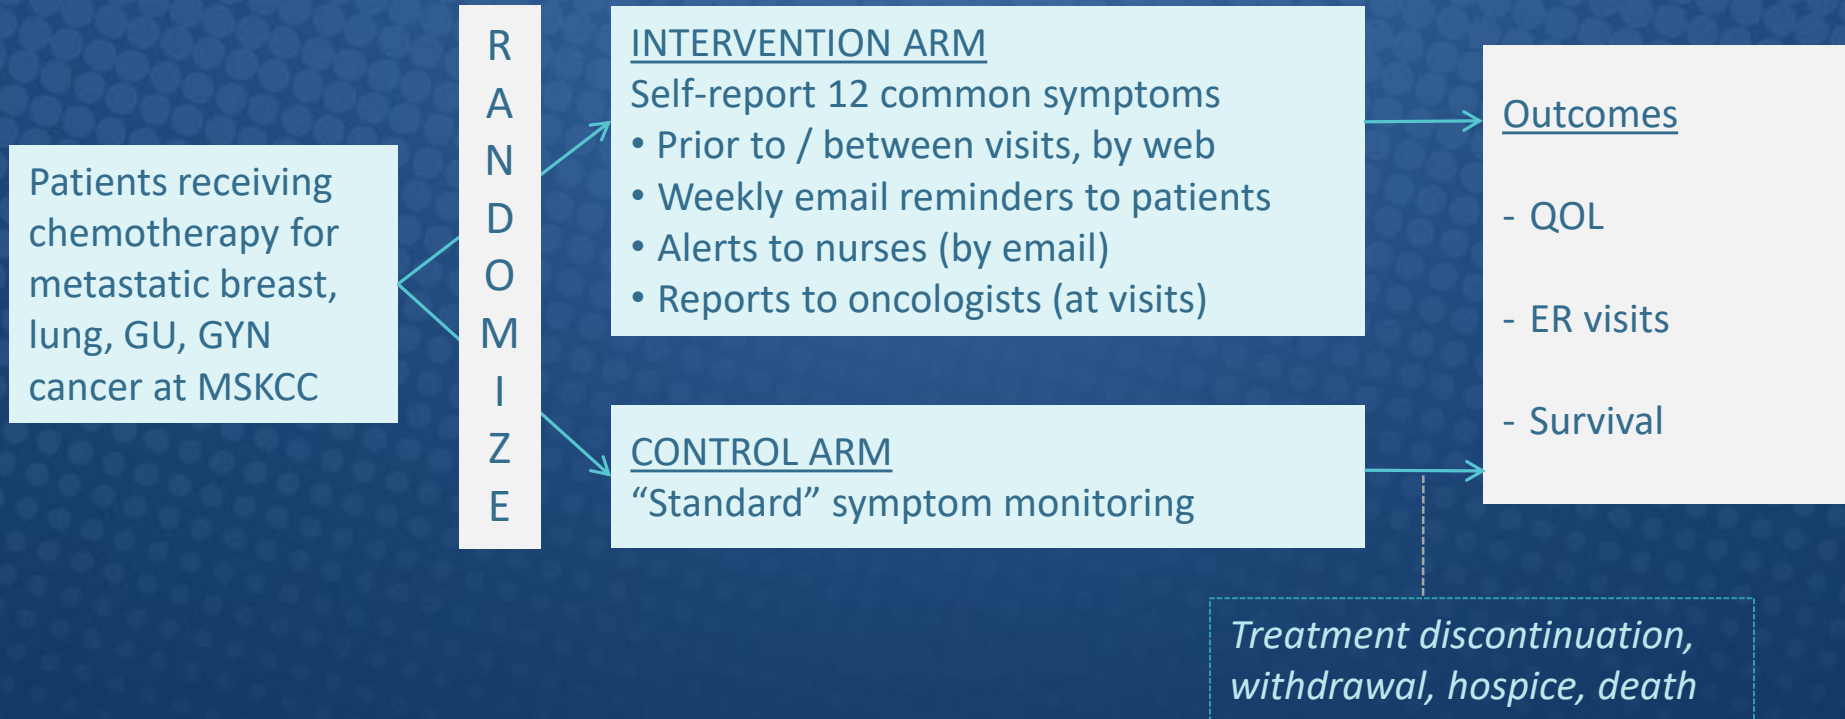 Patients receiving
chemotherapy for
metastatic breast,
lung, GU, GYN
cancer at MSKCC
R
A
N
D
O
M
I
Z
E
INTERVENTION ARM
Self-report 12 common symptoms
• Prior to / between visits, by web
• Weekly email reminders to patients
• Alerts to nurses (by email)
• Reports to oncologists (at visits)
CONTROL ARM
“Standard” symptom monitoring
Outcomes
- QOL
- ER visits
- Survival
Treatment discontinuation,
withdrawal, hospice, death